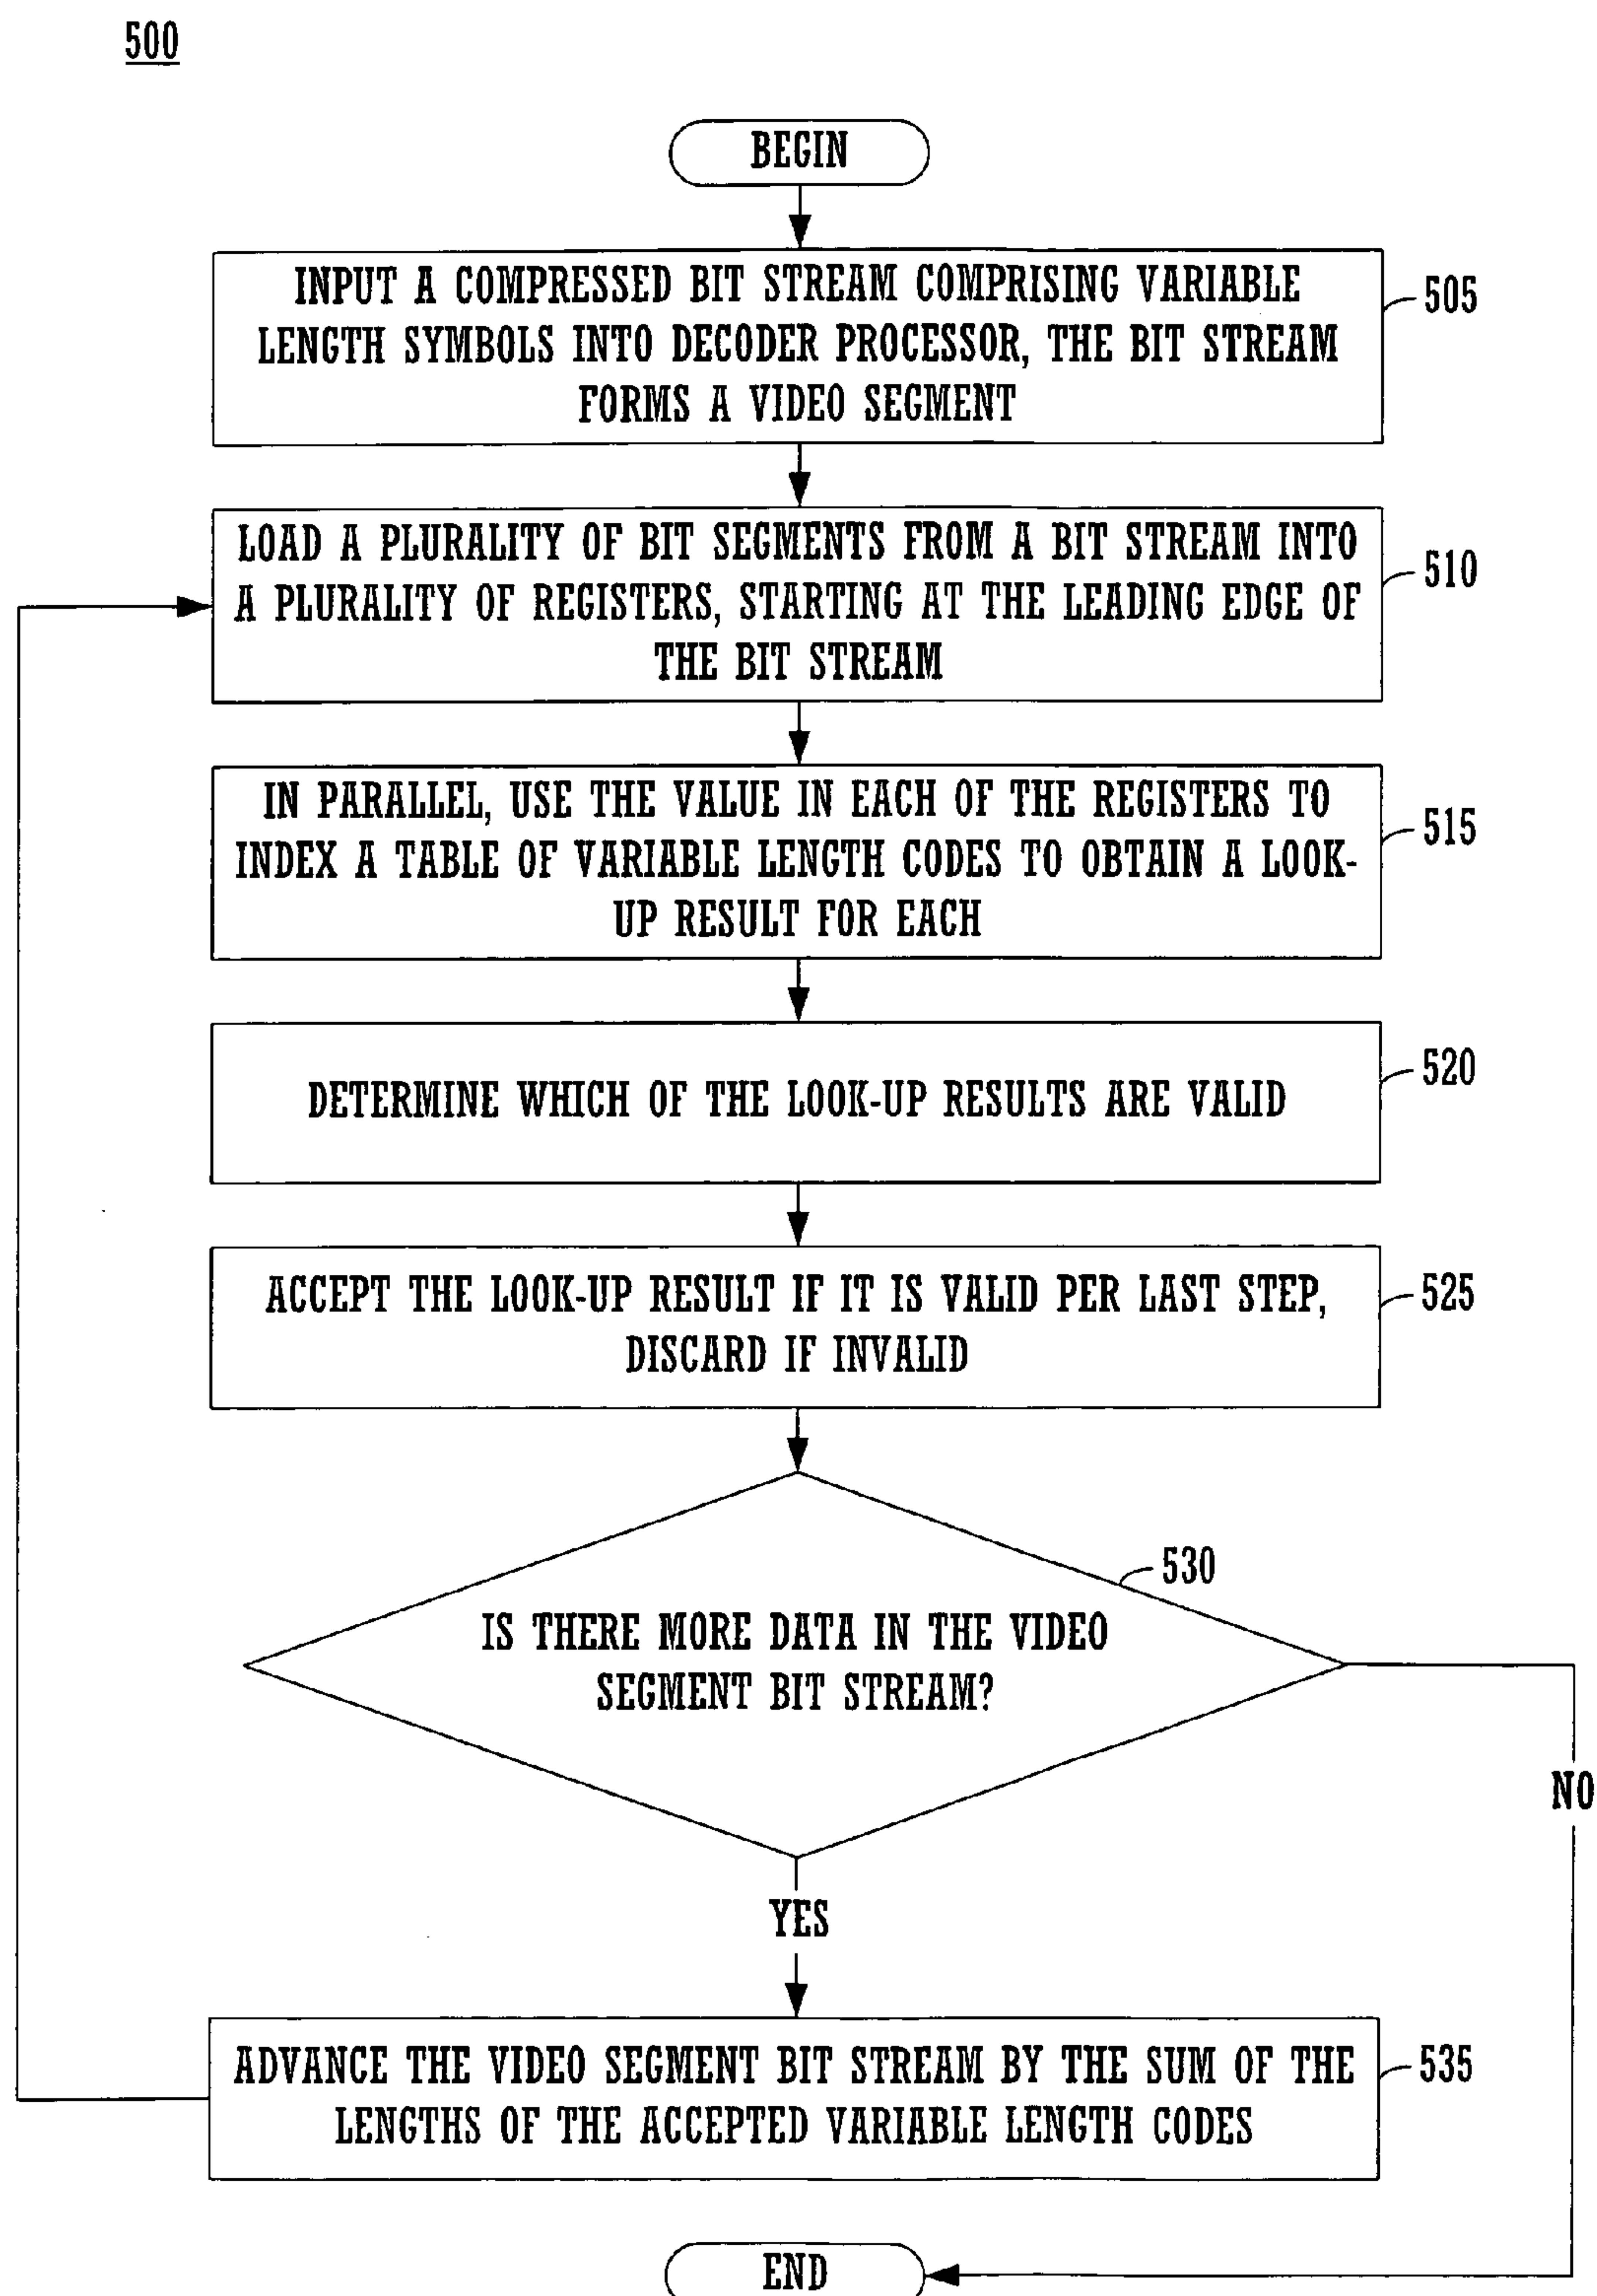 500
BEGIN
INPUT A COMPRESSED BIT STREAM COMPRISING VARIABLE
LENGTH SYMBOLS INTO DECODER PROCESSOR, THE BIT STREAM
FORMS A VIDEO SEGMENT
505
LOAD A PLURALITY OF BIT SEGMENTS FROM A BIT STREAM INTO
A PLURALITY OF REGISTERS, STARTING AT THE LEADING EDGE OF
THE BIT STREAM
510
IN PARALLEL, USE THE VALUE IN EACH OF THE REGISTERS TO
INDEX A TABLE OF VARIABLE LENGTH CODES TO OBTAIN A LOOK-
UP RESULT FOR EACH
515
DETERMINE WHICH OF THE LOOK-UP RESULTS ARE VALID
520
ACCEPT THE LOOK-UP RESULT IF IT IS VALID PER LAST STEP,
DISCARD IF INVALID
525
530
IS THERE MORE DATA IN THE VIDEO
SEGMENT BIT STREAM?
NO
YES
ADVANCE THE VIDEO SEGMENT BIT STREAM BY THE SUM OF THE
LENGTHS OF THE ACCEPTED VARIABLE LENGTH CODES
535
END